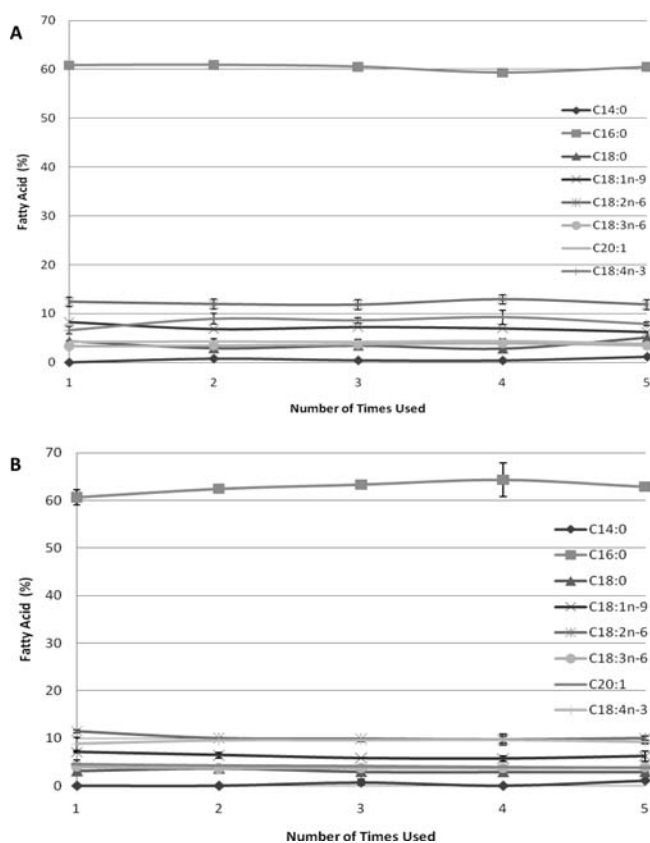 A
70
60
50
40
30
20
10
0
Fatty Acid (%)
C14:0
C16:0
C18:0
C18:1n-9
C18:2n-6
C18:3n-6
C20:1
C18:4n-3
1 2 3 4 5
Number of Times Used
B
70
60
50
40
30
20
10
0
Fatty Acid (%)
C14:0
C16:0
C18:0
C18:1n-9
C18:2n-6
C18:3n-6
C20:1
C18:4n-3
1 2 3 4 5
Number of Times Used